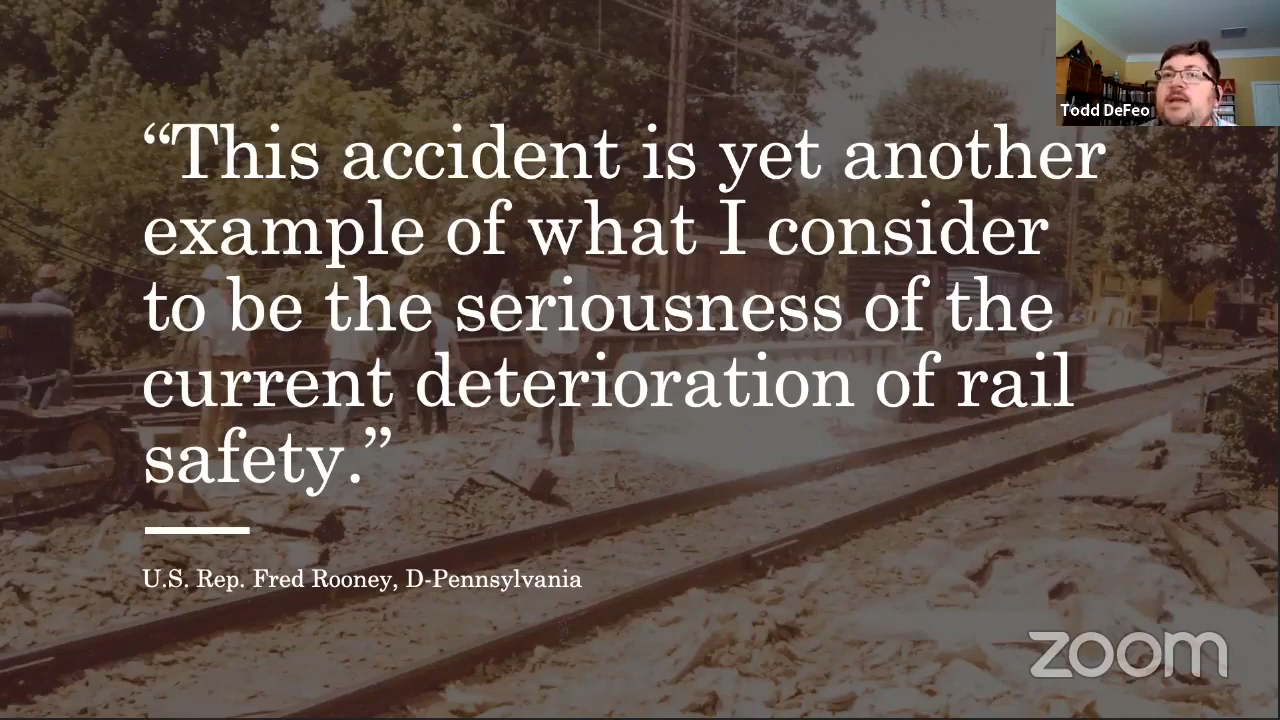 Todd DeFeo
“This accident is yet another
example of what I consider
to be the seriousness of the
current deterioration of rail
safety.”
U.S. Rep. Fred Rooney, D-Pennsylvania
zoom